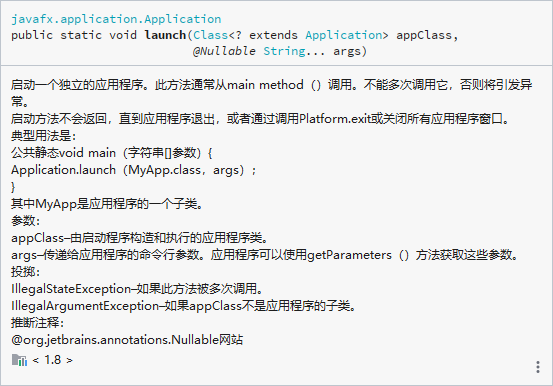 javafx.application.Application
public static void launch(Class<? extends Application> appClass,
@Nullable String... args)
启动一个独立的应用程序。此方法通常从main method（）调用。不能多次调用它，否则将引发异
常。
启动方法不会返回，直到应用程序退出，或者通过调用Platform.exit或关闭所有应用程序窗口。
典型用法是：
公共静态void main（字符串[]参数）{
Application.launch（MyApp.class，args）;
}
其中MyApp是应用程序的一个子类。
参数：
appClass–由启动程序构造和执行的应用程序类。
args–传递给应用程序的命令行参数。应用程序可以使用getParameters（）方法获取这些参数。
投掷：
IllegalStateException–如果此方法被多次调用。
IllegalArgumentException–如果appClass不是应用程序的子类。
推断注释：
@org.jetbrains.annotations.Nullable网站
< 1.8 >